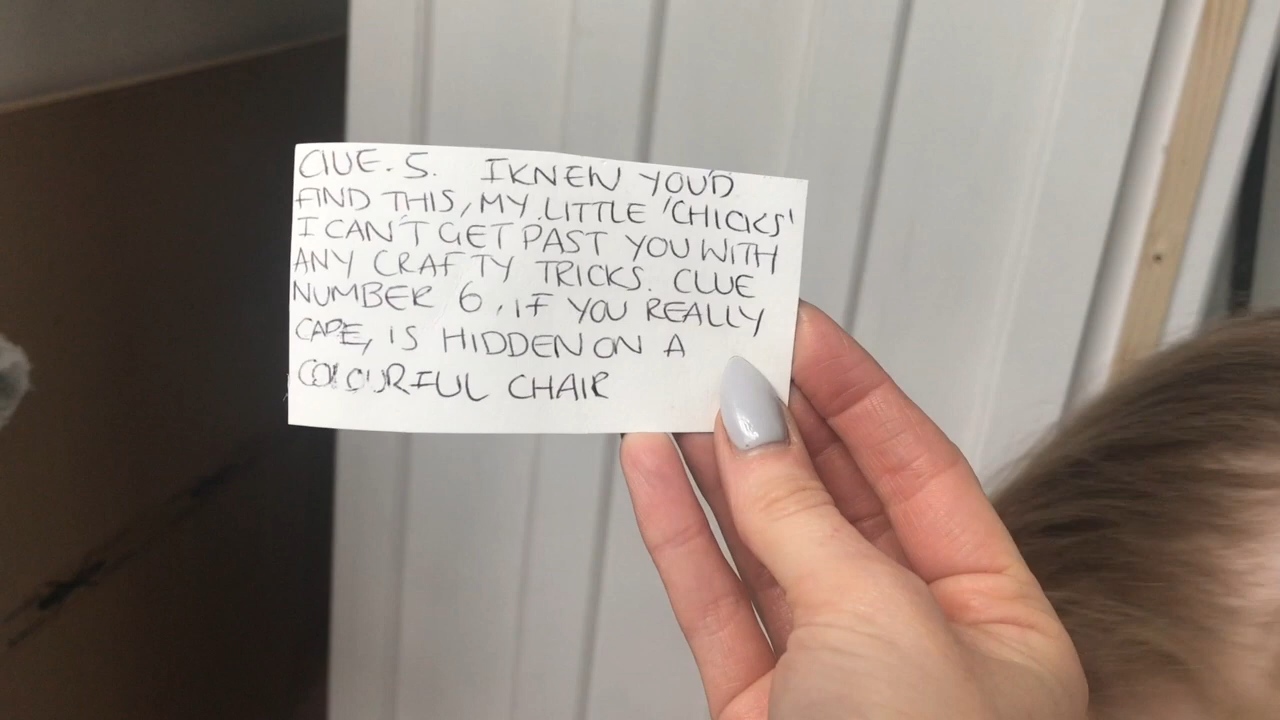 CLUE. 5. I KNEW YOU'D
FIND THIS, MY LITTLE 'CHICKS'
I CAN'T GET PAST YOU WITH
ANY CRAFTY TRICKS. CLUE
NUMBER 6, IF YOU REALLY
CARE, IS HIDDEN ON A
COLOURFUL CHAIR